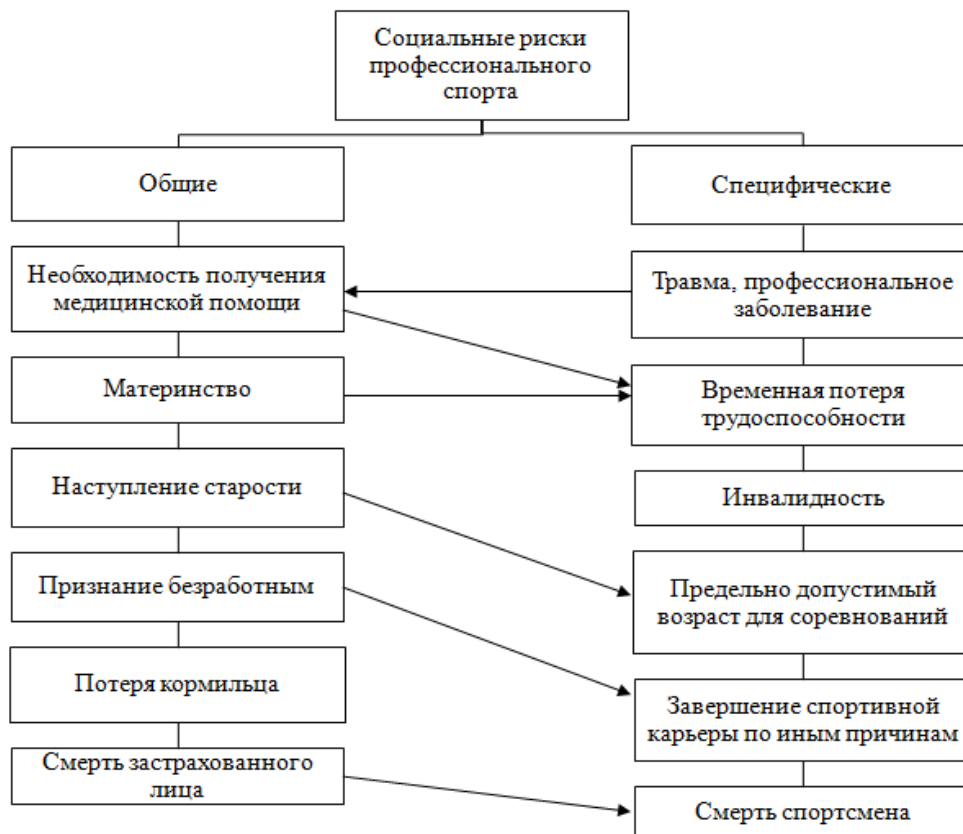 Социальные риски
профессионального
спорта
Общие
Специфические
Необходимость получения
медицинской помощи
Травма, профессиональное
заболевание
Материнство
Временная потеря
трудоспособности
Наступление старости
Инвалидность
Признание безработным
Предельно допустимый
возраст для соревнований
Потеря кормильца
Завершение спортивной
карьеры по иным причинам
Смерть застрахованного
лица
Смерть спортсмена